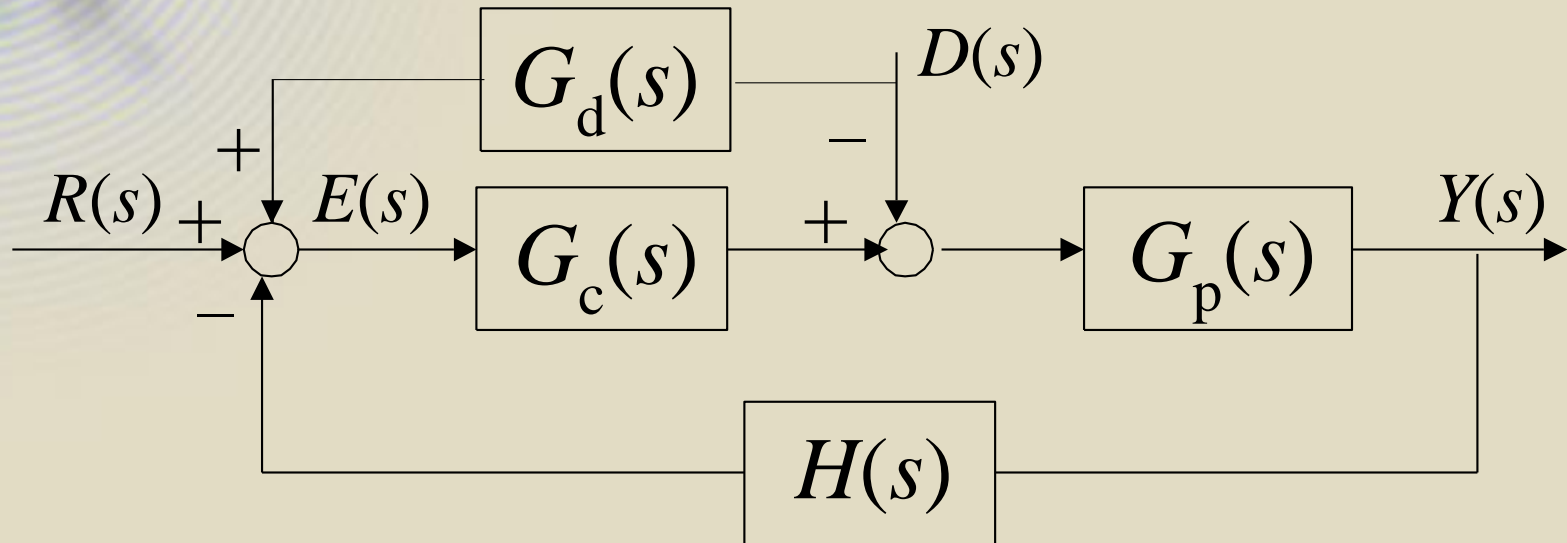 G_d(s)
D(s)
+
−
R(s)
+
E(s)
G_c(s)
+
G_p(s)
Y(s)
−
H(s)